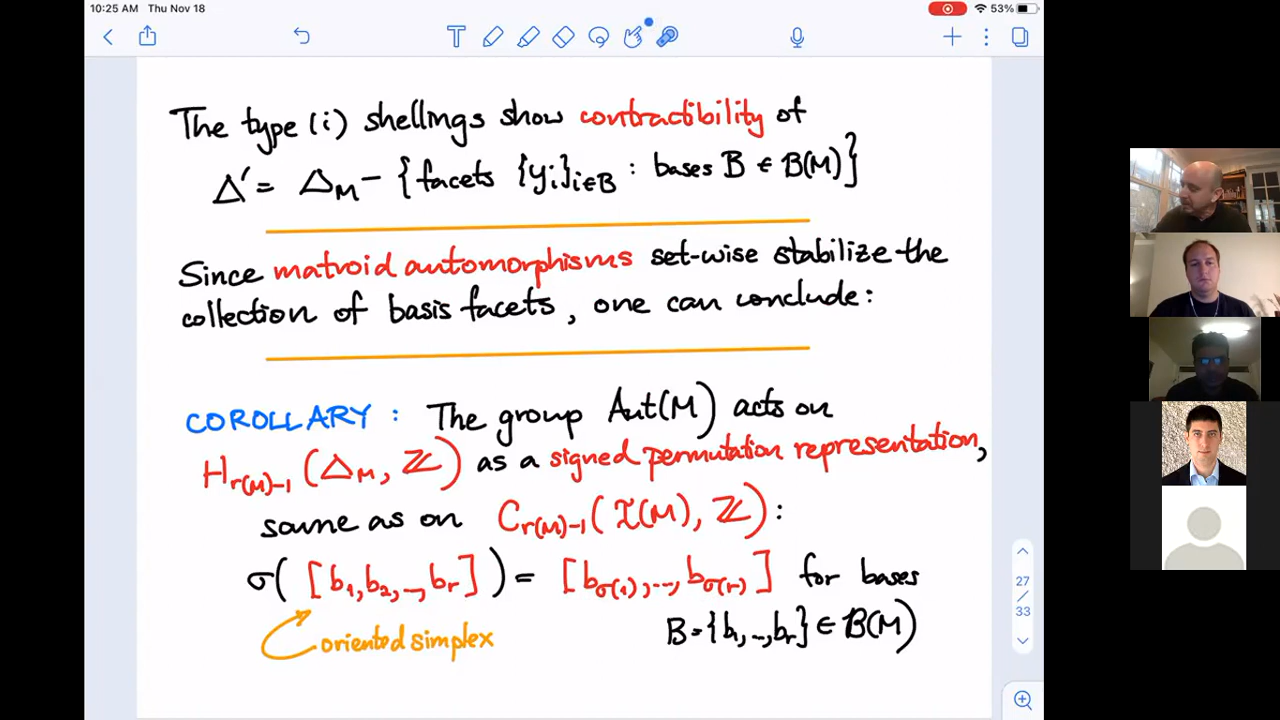 10:25 AM Thu Nov 18
53%
The type (i) shellings show contractibility of
Δ' = Δ_M − {facets {y_i}_{i∈B} : bases B ∈ B(M)}
Since matroid automorphisms set-wise stabilize the
collection of basis facets, one can conclude:
COROLLARY: The group Aut(M) acts on
H_{r(M)-1}(Δ_M, ℤ) as a signed permutation representation,
same as on C_{r(M)-1}(I(M), ℤ):
σ([b_1, b_2, .., b_r]) = [b_{σ(1)}, ..., b_{σ(r)}] for bases
oriented simplex
B = {b_1, .., b_r} ∈ B(M)
27
/
33